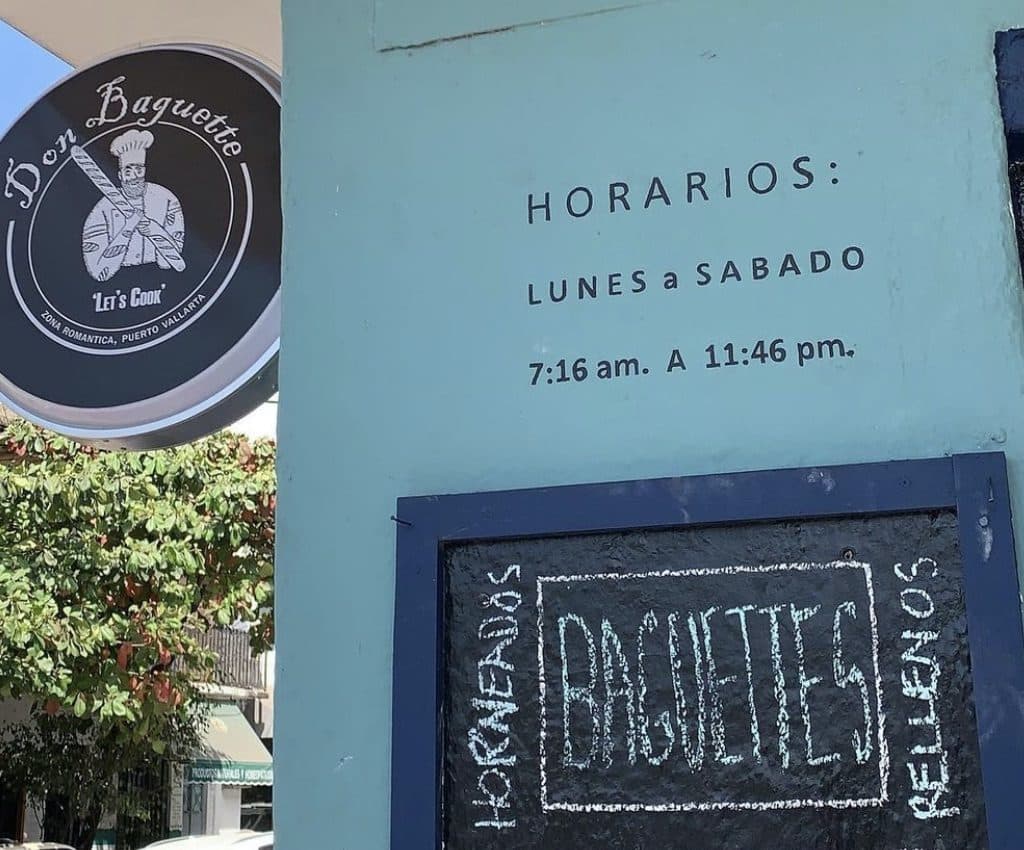 Don Baguette
'LET'S COOK'
ZONA ROMANTICA, PUERTO VALLARTA
HORARIOS:
LUNES a SABADO
7:16 am. A 11:46 pm.
HORNEADOS
BAGUETTES
RELLENOS
PRODUCTOS